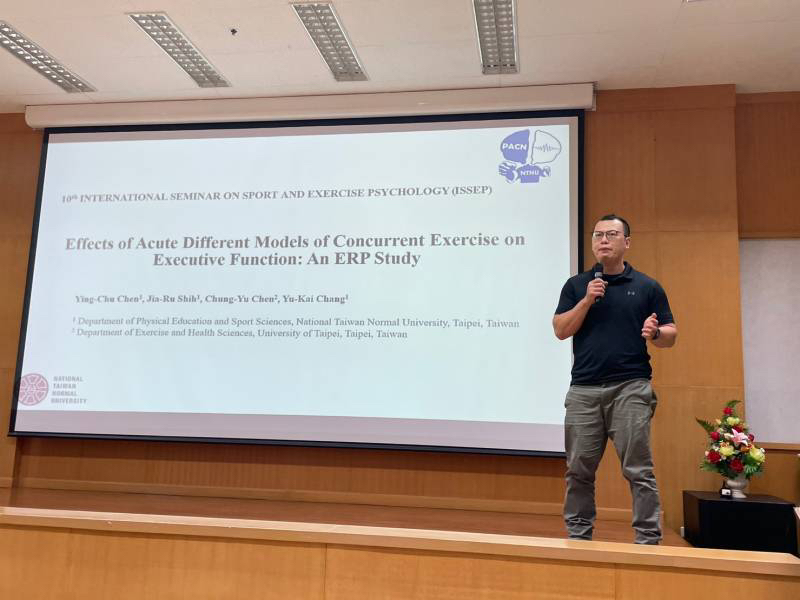 PACN
NTNU
10th INTERNATIONAL SEMINAR ON SPORT AND EXERCISE PSYCHOLOGY (ISSEP)
Effects of Acute Different Models of Concurrent Exercise on
Executive Function: An ERP Study
Ying-Chu Chen¹, Jia-Ru Shih¹, Chung-Yu Chen², Yu-Kai Chang¹
¹ Department of Physical Education and Sport Sciences, National Taiwan Normal University, Taipei, Taiwan
² Department of Exercise and Health Sciences, University of Taipei, Taipei, Taiwan
NATIONAL
TAIWAN
NORMAL
UNIVERSITY